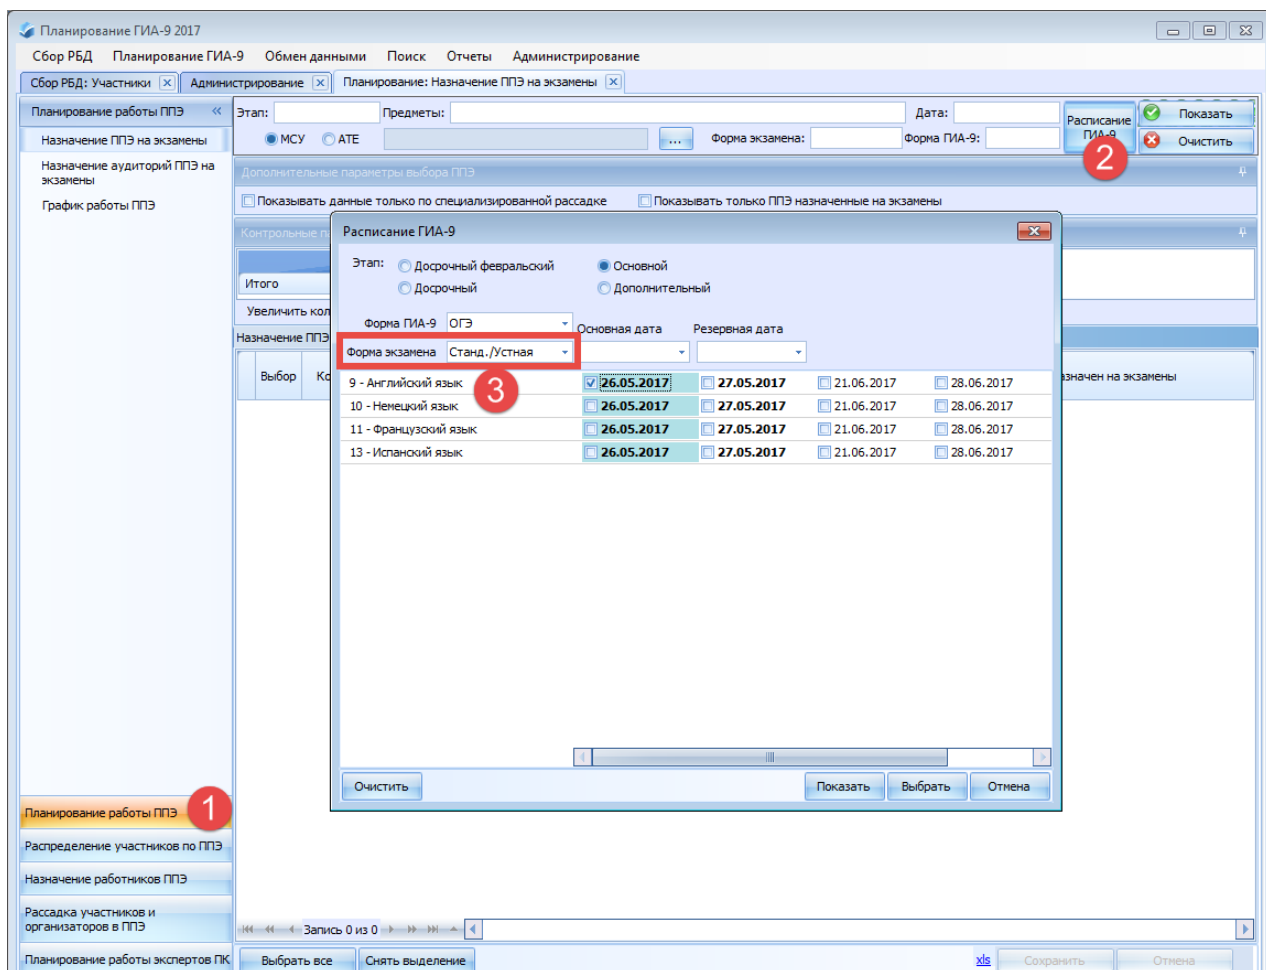 Планирование ГИА-9 2017
Сбор РБД Планирование ГИА-9 Обмен данными Поиск Отчеты Администрирование
Сбор РБД: Участники Администрирование Планирование: Назначение ППЭ на экзамены
Планирование работы ППЭ
Назначение ППЭ на экзамены
Назначение аудиторий ППЭ на
экзамены
График работы ППЭ
Этап: Предметы: Дата:
МСУ АТЕ ... Форма экзамена: Форма ГИА-9:
Расписание
ГИА-9
2
Показать
Очистить
Дополнительные параметры выбора ППЭ
Показывать данные только по специализированной рассадке Показывать только ППЭ назначенные на экзамены
Контрольные
Итого
Увеличить
Назначение ППЭ
Выбор
экзамены
Расписание ГИА-9
Этап: Досрочный февральский Основной
Досрочный Дополнительный
Форма ГИА-9 ОГЭ Основная дата Резервная дата
Форма экзамена Станд./Устная
3
9 - Английский язык 26.05.2017 27.05.2017 21.06.2017 28.06.2017
10 - Немецкий язык 26.05.2017 27.05.2017 21.06.2017 28.06.2017
11 - Французский язык 26.05.2017 27.05.2017 21.06.2017 28.06.2017
13 - Испанский язык 26.05.2017 27.05.2017 21.06.2017 28.06.2017
Очистить Показать Выбрать Отмена
Планирование работы ППЭ
1
Распределение участников по ППЭ
Назначение работников ППЭ
Рассадка участников и
организаторов в ППЭ
Планирование работы экспертов ПК
Запись 0 из 0
Выбрать все Снять выделение xls Сохранить Отмена